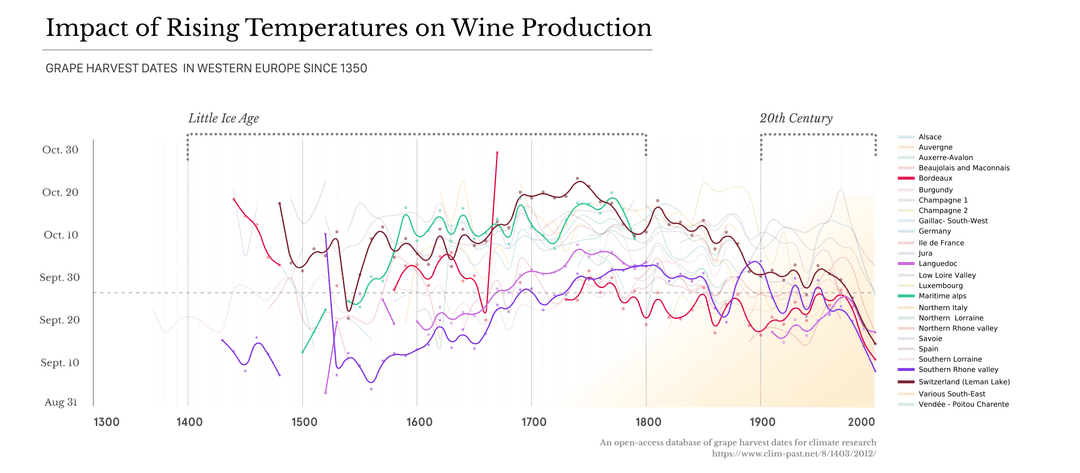 Impact of Rising Temperatures on Wine Production
GRAPE HARVEST DATES IN WESTERN EUROPE SINCE 1350
Little Ice Age
20th Century
Oct. 30
Oct. 20
Oct. 10
Sept. 30
Sept. 20
Sept. 10
Aug 31
1300 1400 1500 1600 1700 1800 1900 2000
Alsace
Auvergne
Auxerre-Avalon
Beaujolais and Maconnais
Bordeaux
Burgundy
Champagne 1
Champagne 2
Gaillac- South-West
Germany
Ile de France
Jura
Languedoc
Low Loire Valley
Luxembourg
Maritime alps
Northern Italy
Northern Lorraine
Northern Rhone valley
Savoie
Spain
Southern Lorraine
Southern Rhone valley
Switzerland (Leman Lake)
Various South-East
Vendée - Poitou Charente
An open-access database of grape harvest dates for climate research
https://www.clim-past.net/8/1403/2012/